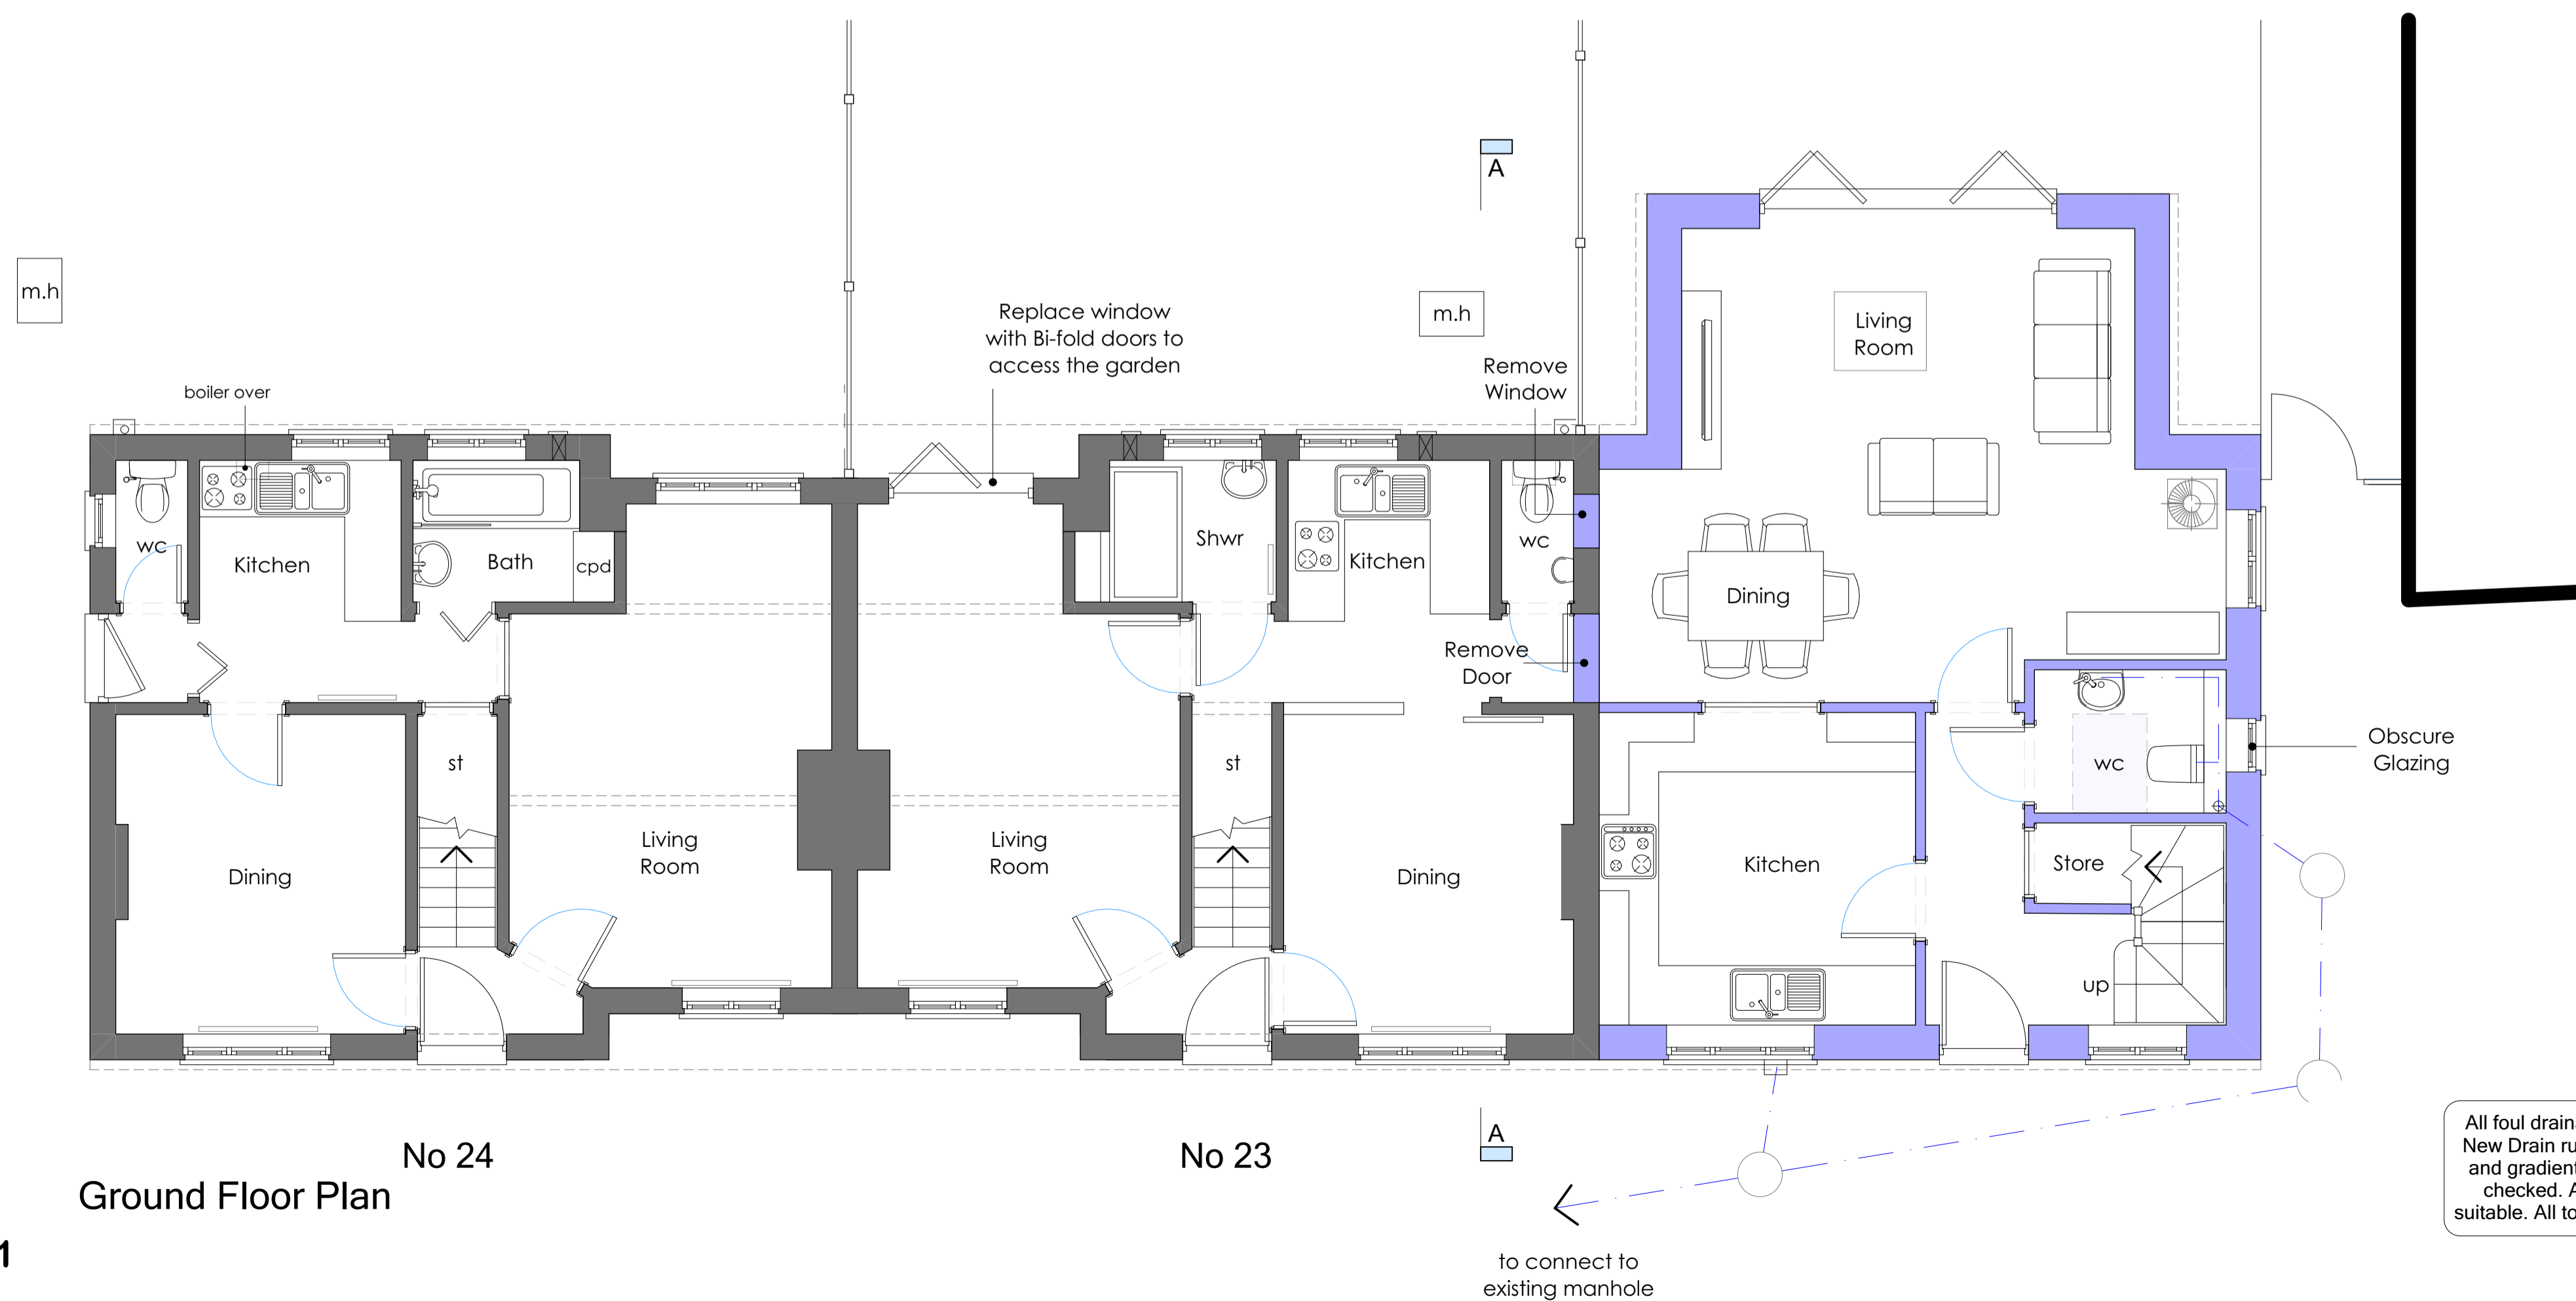 A
m.h
Replace window
with Bi-fold doors to
access the garden
m.h
Living
Room
Remove
Window
boiler over
wc
Kitchen
Bath
cpd
Shwr
Kitchen
wc
Dining
Remove
Door
st
st
wc
Obscure
Glazing
Living
Room
Living
Room
Dining
Dining
Kitchen
Store
up
No 24
No 23
A
Ground Floor Plan
1
to connect to
existing manhole
All foul drain
New Drain ru
and gradient
checked. A
suitable. All to